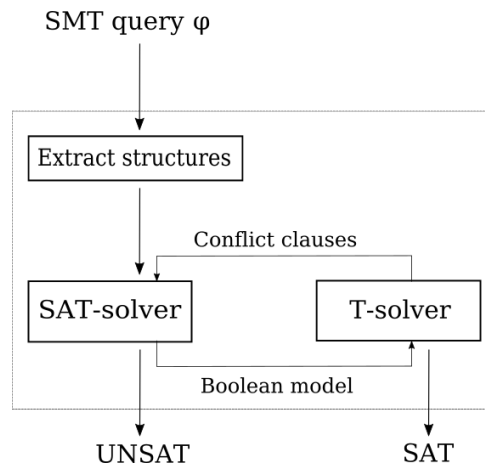 SMT query φ
Extract structures
Conflict clauses
SAT-solver
T-solver
Boolean model
UNSAT
SAT